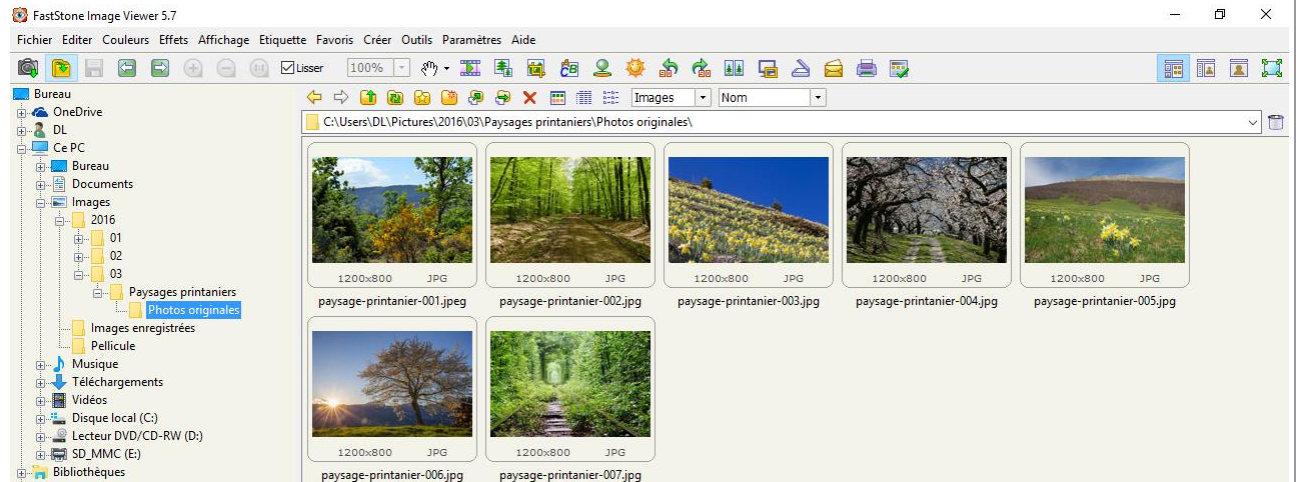 FastStone Image Viewer 5.7
Fichier Editer Couleurs Effets Affichage Etiquette Favoris Créer Outils Paramètres Aide
Lisser 100%
Images Nom
C:\Users\DL\Pictures\2016\03\Paysages printaniers\Photos originales\
Bureau
OneDrive
DL
Ce PC
Bureau
Documents
Images
2016
01
02
03
Paysages printaniers
Photos originales
Images enregistrées
Pellicule
Musique
Téléchargements
Vidéos
Disque local (C:)
Lecteur DVD/CD-RW (D:)
SD_MMC (E:)
Bibliothèques
1200x800 JPG 1200x800 JPG 1200x800 JPG 1200x800 JPG 1200x800 JPG
paysage-printanier-001.jpeg paysage-printanier-002.jpg paysage-printanier-003.jpg paysage-printanier-004.jpg paysage-printanier-005.jpg
1200x800 JPG 1200x800 JPG
paysage-printanier-006.jpg paysage-printanier-007.jpg